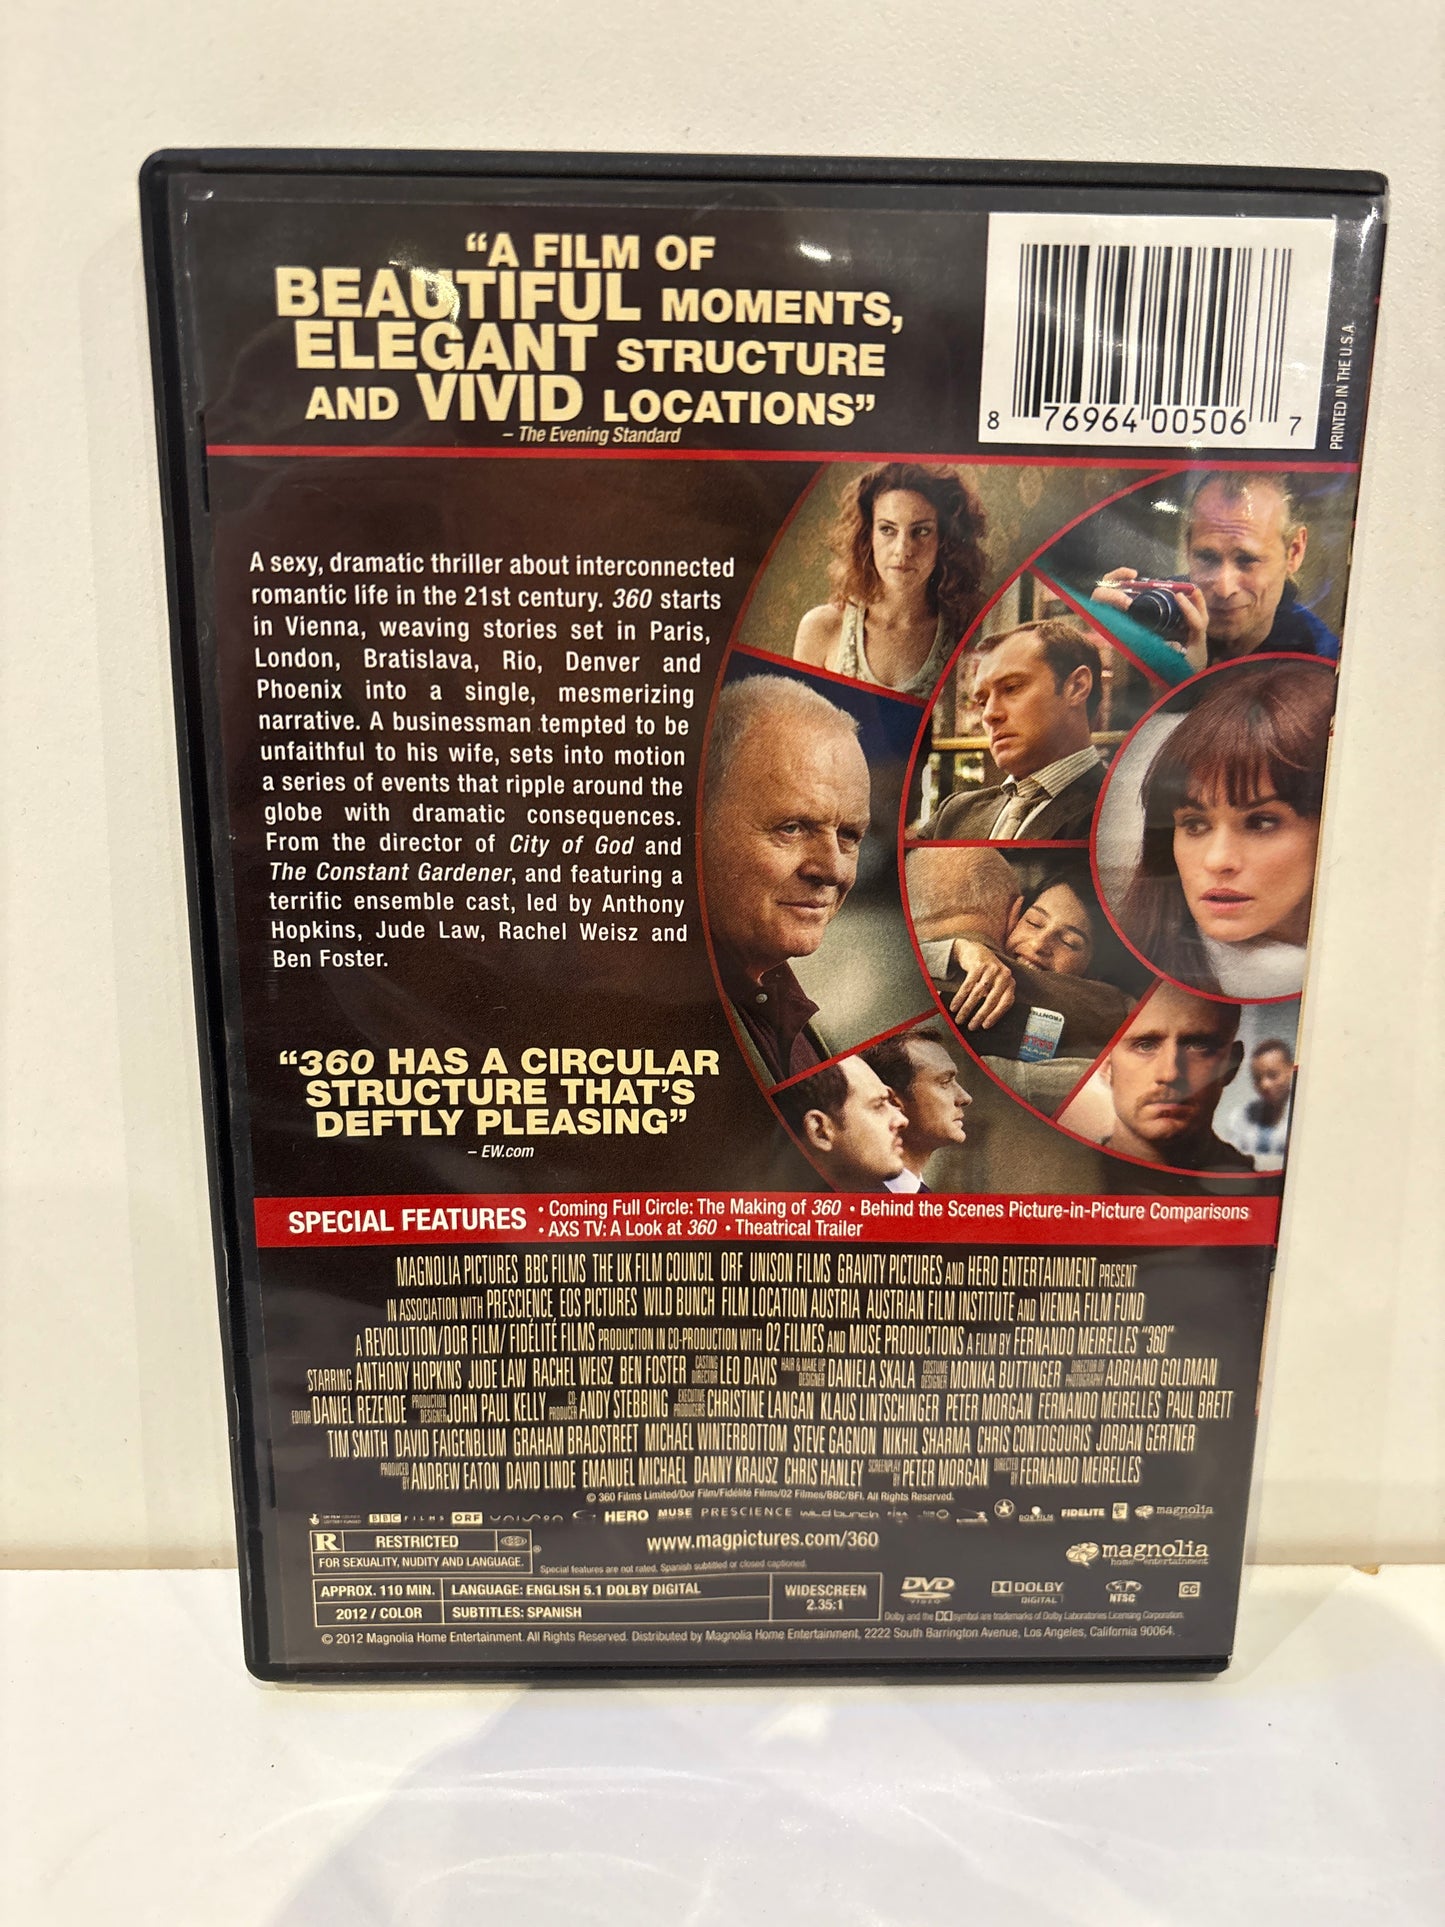 “A FILM OF
BEAUTIFUL MOMENTS,
ELEGANT STRUCTURE
AND VIVID LOCATIONS”
– The Evening Standard
8 76964 00506 7
PRINTED IN THE U.S.A.
A sexy, dramatic thriller about interconnected
romantic life in the 21st century. 360 starts
in Vienna, weaving stories set in Paris,
London, Bratislava, Rio, Denver and
Phoenix into a single, mesmerizing
narrative. A businessman tempted to be
unfaithful to his wife, sets into motion
a series of events that ripple around the
globe with dramatic consequences.
From the director of City of God and
The Constant Gardener, and featuring a
terrific ensemble cast, led by Anthony
Hopkins, Jude Law, Rachel Weisz and
Ben Foster.
“360 HAS A CIRCULAR
STRUCTURE THAT’S
DEFTLY PLEASING”
– EW.com
SPECIAL FEATURES
• Coming Full Circle: The Making of 360 • Behind the Scenes Picture-in-Picture Comparisons
• AXS TV: A Look at 360 • Theatrical Trailer
MAGNOLIA PICTURES BBC FILMS THE UK FILM COUNCIL ORF UNISON FILMS GRAVITY PICTURES AND HERO ENTERTAINMENT PRESENT
IN ASSOCIATION WITH PRESCIENCE EOS PICTURES WILD BUNCH FILM LOCATION AUSTRIA AUSTRIAN FILM INSTITUTE AND VIENNA FILM FUND
A REVOLUTION/DOR FILM/ FIDÉLITÉ FILMS PRODUCTION IN CO-PRODUCTION WITH O2 FILMES AND MUSE PRODUCTIONS A FILM BY FERNANDO MEIRELLES "360"
STARRING ANTHONY HOPKINS JUDE LAW RACHEL WEISZ BEN FOSTER CASTING DIRECTOR LEO DAVIS HAIR & MAKE UP DESIGNER DANIELA SKALA COSTUME DESIGNER MONIKA BUTTINGER DIRECTOR OF PHOTOGRAPHY ADRIANO GOLDMAN
EDITOR DANIEL REZENDE PRODUCTION DESIGNER JOHN PAUL KELLY CO-PRODUCER ANDY STEBBING EXECUTIVE PRODUCERS CHRISTINE LANGAN KLAUS LINTSCHINGER PETER MORGAN FERNANDO MEIRELLES PAUL BRETT
TIM SMITH DAVID FAIGENBLUM GRAHAM BRADSTREET MICHAEL WINTERBOTTOM STEVE GAGNON NIKHIL SHARMA CHRIS CONTOGOURIS JORDAN GERTNER
PRODUCED BY ANDREW EATON DAVID LINDE EMANUEL MICHAEL DANNY KRAUSZ CHRIS HANLEY SCREENPLAY BY PETER MORGAN DIRECTED BY FERNANDO MEIRELLES
© 360 Films Limited/Dor Film/Fidélité Films/O2 Filmes/BBC/BFI. All Rights Reserved.
BBC FILMS ORF unison HERO MUSE PRESCIENCE wild bunch DOR FILM FIDELITE magnolia
R RESTRICTED ®
FOR SEXUALITY, NUDITY AND LANGUAGE.
www.magpictures.com/360
Special features are not rated. Spanish subtitled or closed captioned.
magnolia
home entertainment
APPROX. 110 MIN. LANGUAGE: ENGLISH 5.1 DOLBY DIGITAL
2012 / COLOR SUBTITLES: SPANISH
WIDESCREEN
2.35:1
DVD
VIDEO
DOLBY
DIGITAL
NTSC
CC
Dolby and the symbol are trademarks of Dolby Laboratories Licensing Corporation.
© 2012 Magnolia Home Entertainment. All Rights Reserved. Distributed by Magnolia Home Entertainment, 2222 South Barrington Avenue, Los Angeles, California 90064.